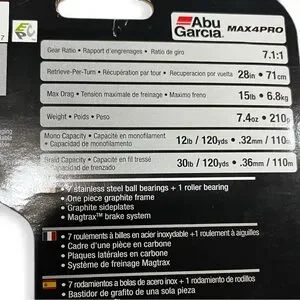 Abu
Garcia® MAX4PRO
Gear Ratio • Rapport d'engrenages • Ratio de giro 7.1:1
Retrieve-Per-Turn • Récupération par tour • Recuperacion por vuelta 28in • 71cm
Max Drag • Tension maximale de freinage • Maximo freno 15lb • 6.8kg
Weight • Poids • Peso 7.4oz • 210g
Mono Capacity • Capacité en monofilament
• Capacidad de monofilament 12lb / 120yds • .32mm / 110m
Braid Capacity • Capacité en fil tressé
• Capacidad de trenzado 30lb / 120yds • .36mm / 110m
• 7 stainless steel ball bearings + 1 roller bearing
• One piece graphite frame
• Graphite sideplates
• Magtrax™ brake system
• 7 roulements à billes en acier inoxydable +1 roulement à aiguilles
• Cadre d'une pièce en carbone
• Plaques latérales en carbone
• Système de freinage Magtrax
• 7 rodamientos a bolas de acero inox + 1 rodamiento de rodillos
• Bastidor de grafito de una sola pieza